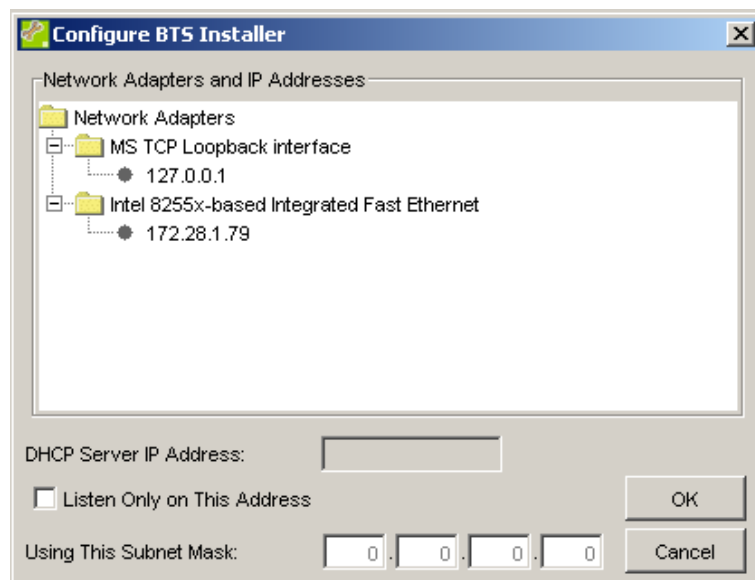 Configure BTS Installer
Network Adapters and IP Addresses
Network Adapters
MS TCP Loopback interface
127.0.0.1
Intel 8255x-based Integrated Fast Ethernet
172.28.1.79
DHCP Server IP Address:
Listen Only on This Address
OK
Using This Subnet Mask: 0 . 0 . 0 . 0
Cancel